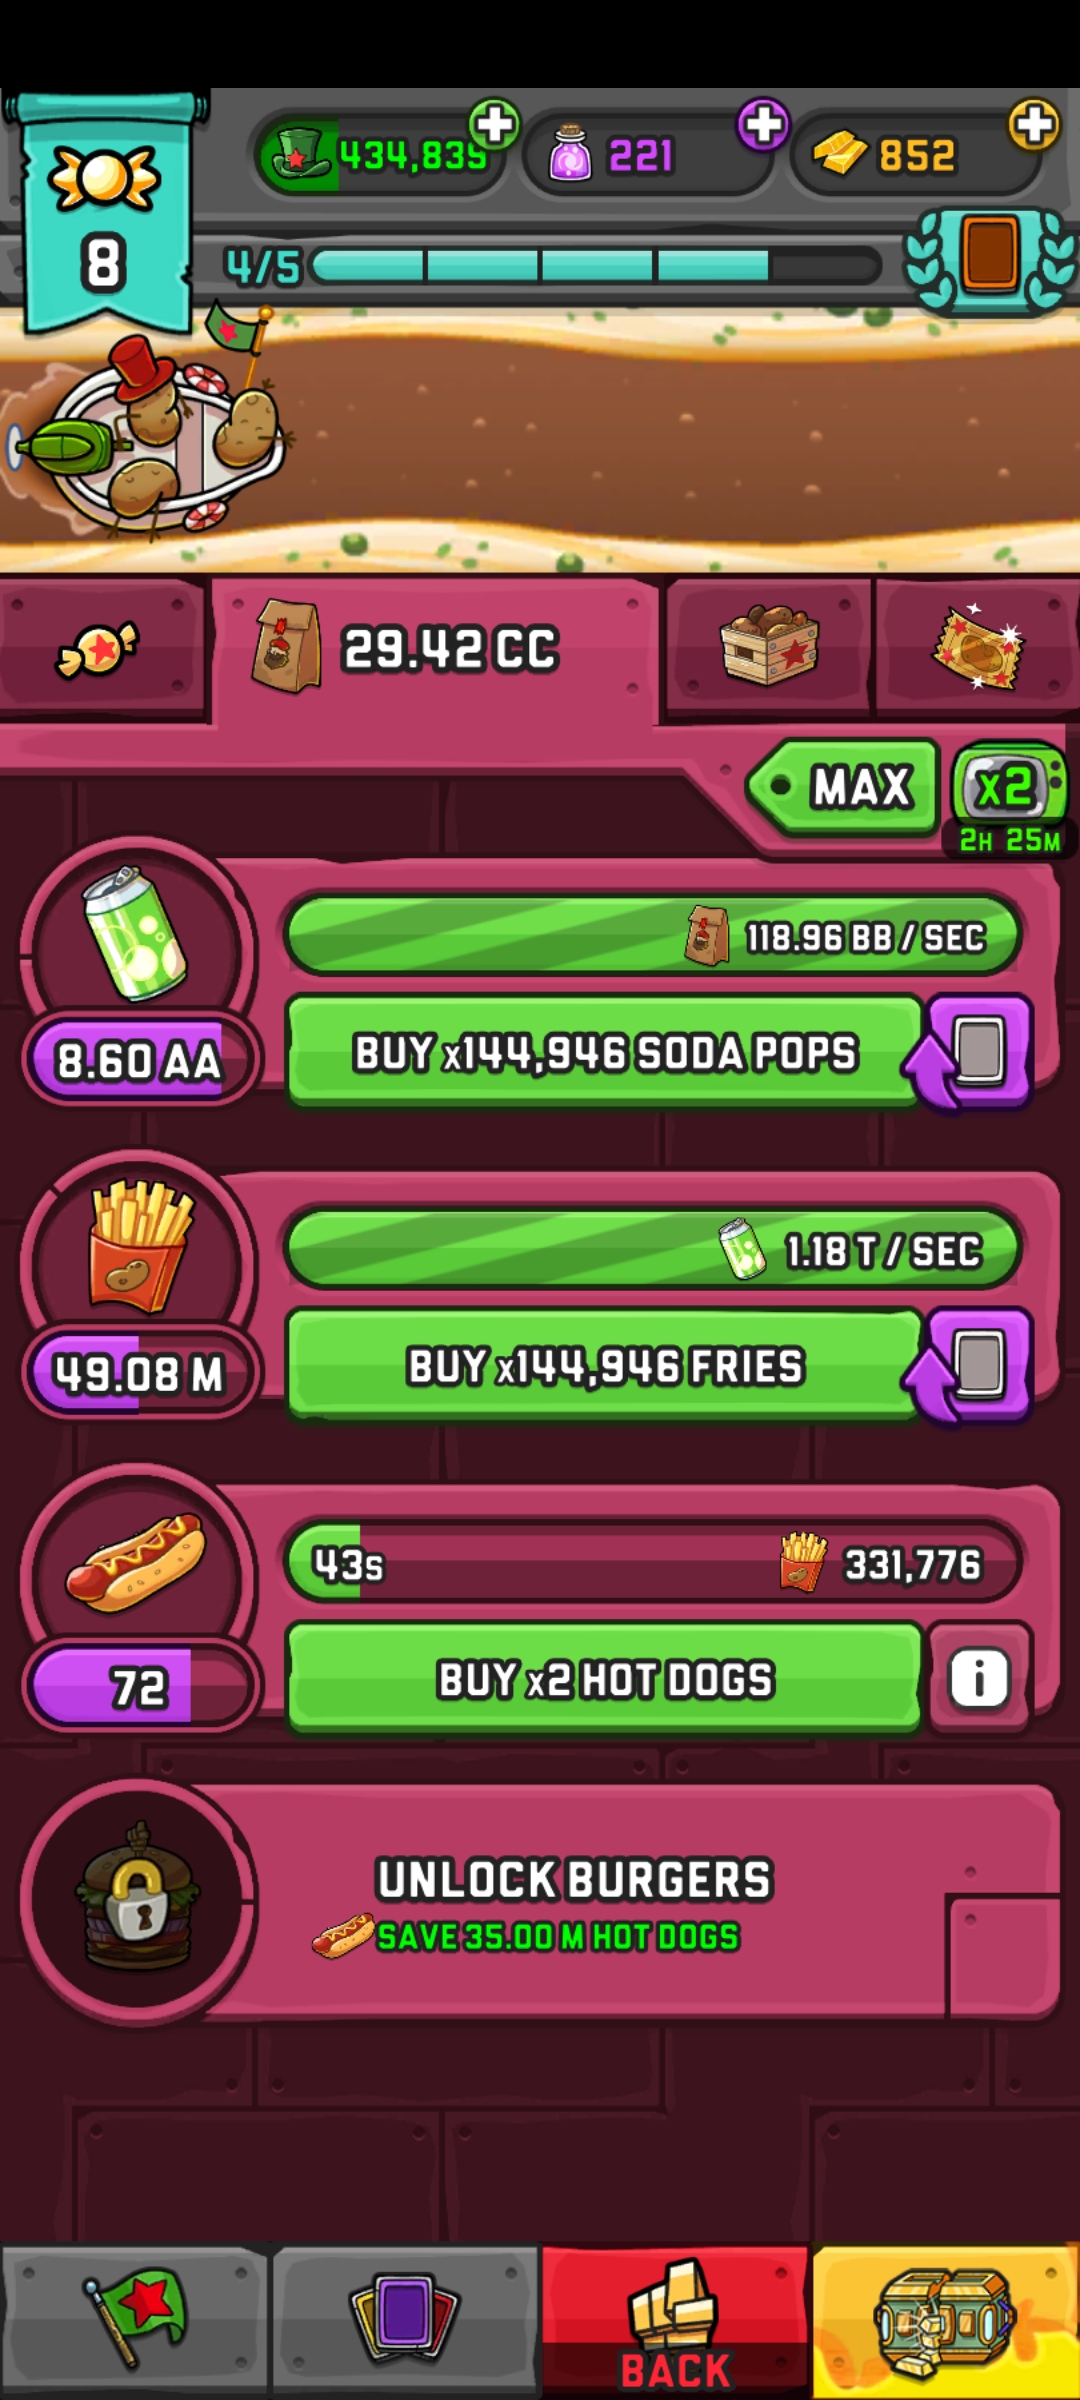 434,839
221
852
8
4/5
29.42 CC
MAX
x2
2H 25M
118.96 BB / SEC
8.60 AA
BUY x144,946 SODA POPS
1.18 T / SEC
49.08 M
BUY x144,946 FRIES
43s
331,776
72
BUY x2 HOT DOGS
i
UNLOCK BURGERS
SAVE 35.00 M HOT DOGS
BACK